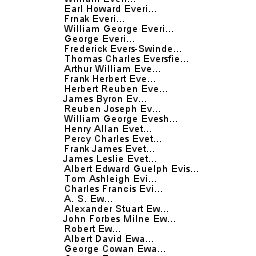 William Everi...
Earl Howard Everi...
Frnak Everi...
William George Everi...
George Everi...
Frederick Evers-Swinde...
Thomas Charles Eversfie...
Arthur William Eve...
Frank Herbert Eve...
Herbert Reuben Eve...
James Byron Ev...
Reuben Joseph Ev...
William George Evesh...
Henry Allan Evet...
Percy Charles Evet...
Frank James Evet...
James Leslie Evet...
Albert Edward Guelph Evis...
Tom Ashleigh Evi...
Charles Francis Evi...
A. S. Ew...
Alexander Stuart Ew...
John Forbes Milne Ew...
Robert Ew...
Albert David Ewa...
George Cowan Ewa...